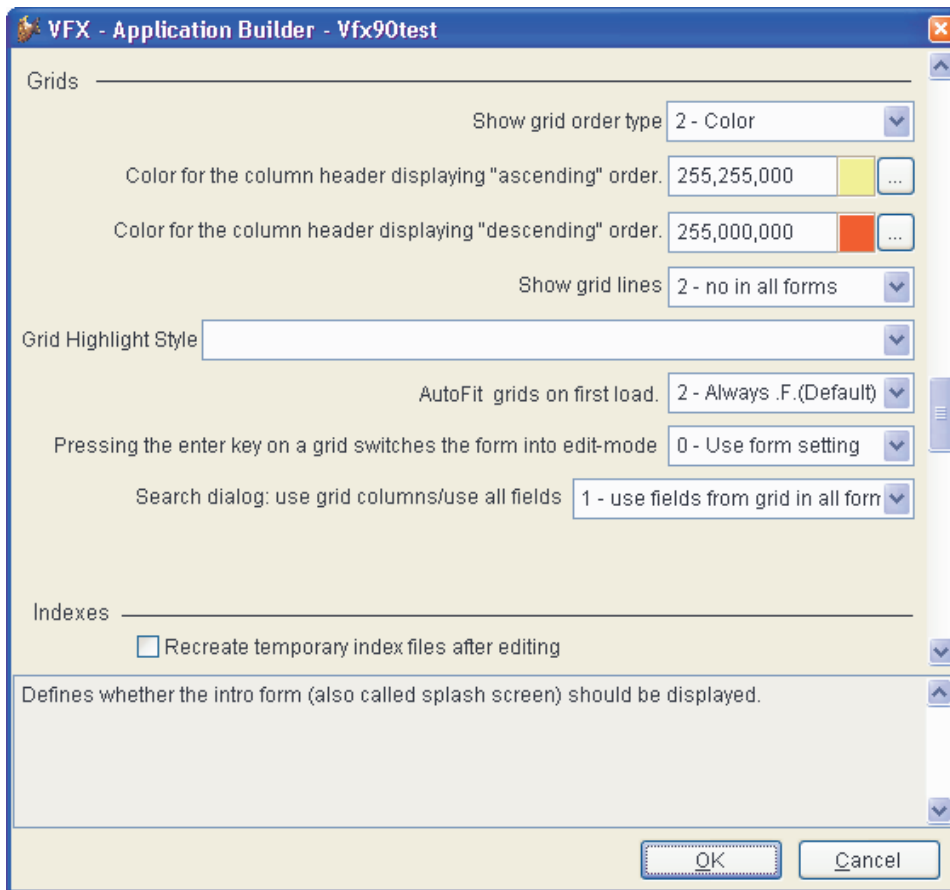 VFX - Application Builder - Vfx90test
Grids
Show grid order type 2 - Color
Color for the column header displaying "ascending" order. 255,255,000 ...
Color for the column header displaying "descending" order. 255,000,000 ...
Show grid lines 2 - no in all forms
Grid Highlight Style
AutoFit grids on first load. 2 - Always .F.(Default)
Pressing the enter key on a grid switches the form into edit-mode 0 - Use form setting
Search dialog: use grid columns/use all fields 1 - use fields from grid in all form
Indexes
Recreate temporary index files after editing
Defines whether the intro form (also called splash screen) should be displayed.
OK Cancel